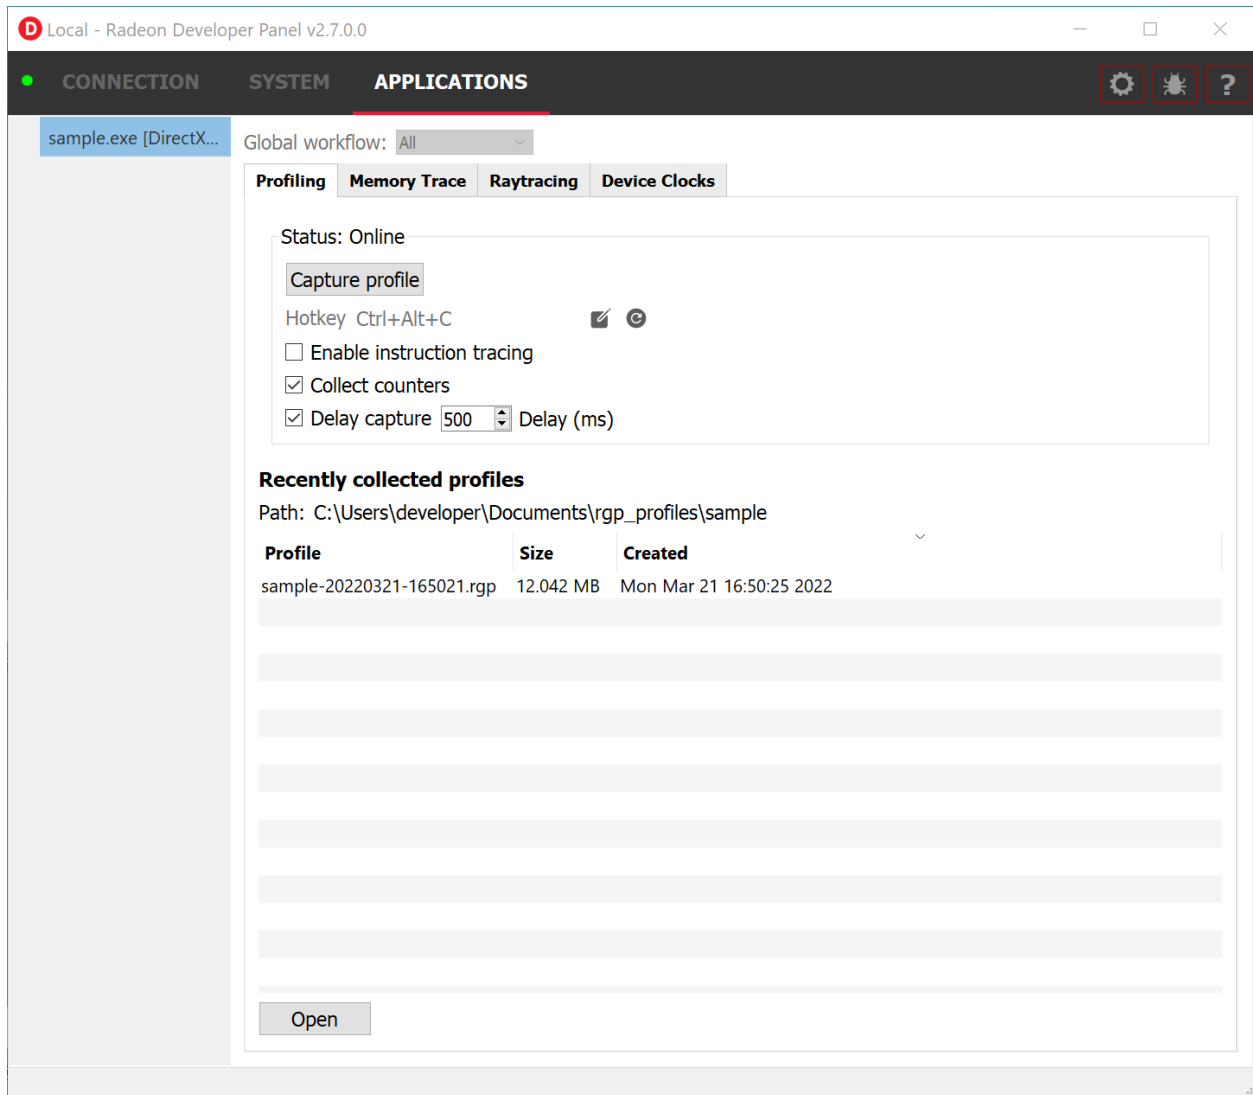 D Local - Radeon Developer Panel v2.7.0.0
CONNECTION SYSTEM APPLICATIONS ?
sample.exe [DirectX...
Global workflow: All
Profiling Memory Trace Raytracing Device Clocks
Status: Online
Capture profile
Hotkey Ctrl+Alt+C
Enable instruction tracing
Collect counters
Delay capture 500 Delay (ms)
Recently collected profiles
Path: C:\Users\developer\Documents\rgp_profiles\sample
Profile Size Created
sample-20220321-165021.rgp 12.042 MB Mon Mar 21 16:50:25 2022
Open